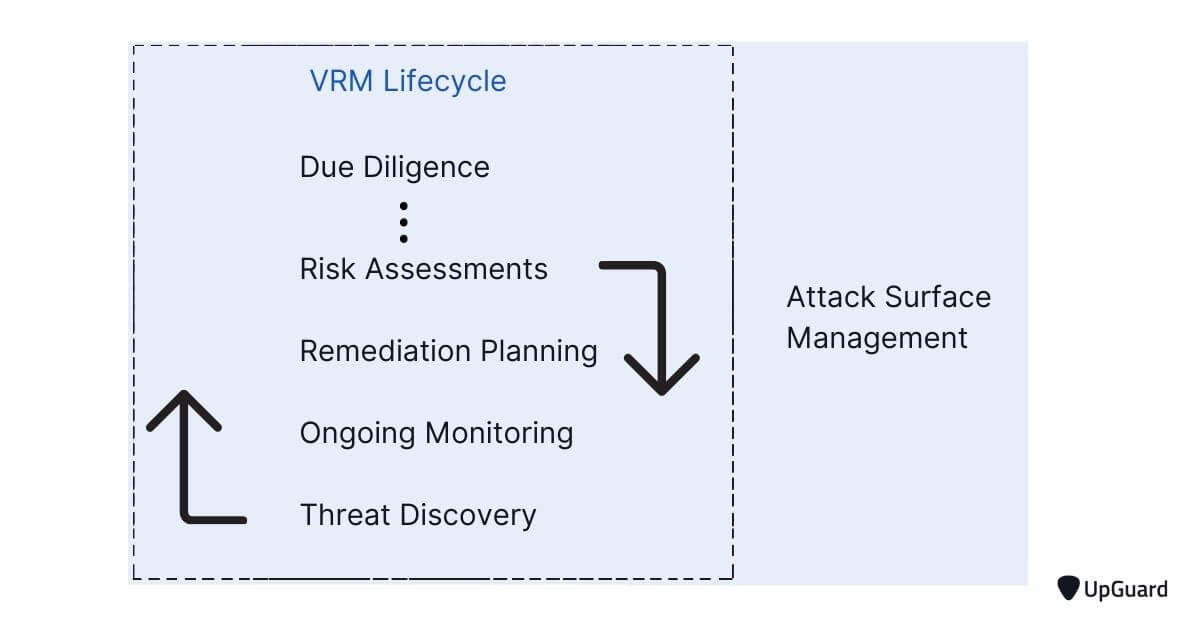 VRM Lifecycle
Due Diligence
Risk Assessments
Remediation Planning
Ongoing Monitoring
Threat Discovery
Attack Surface
Management
UpGuard